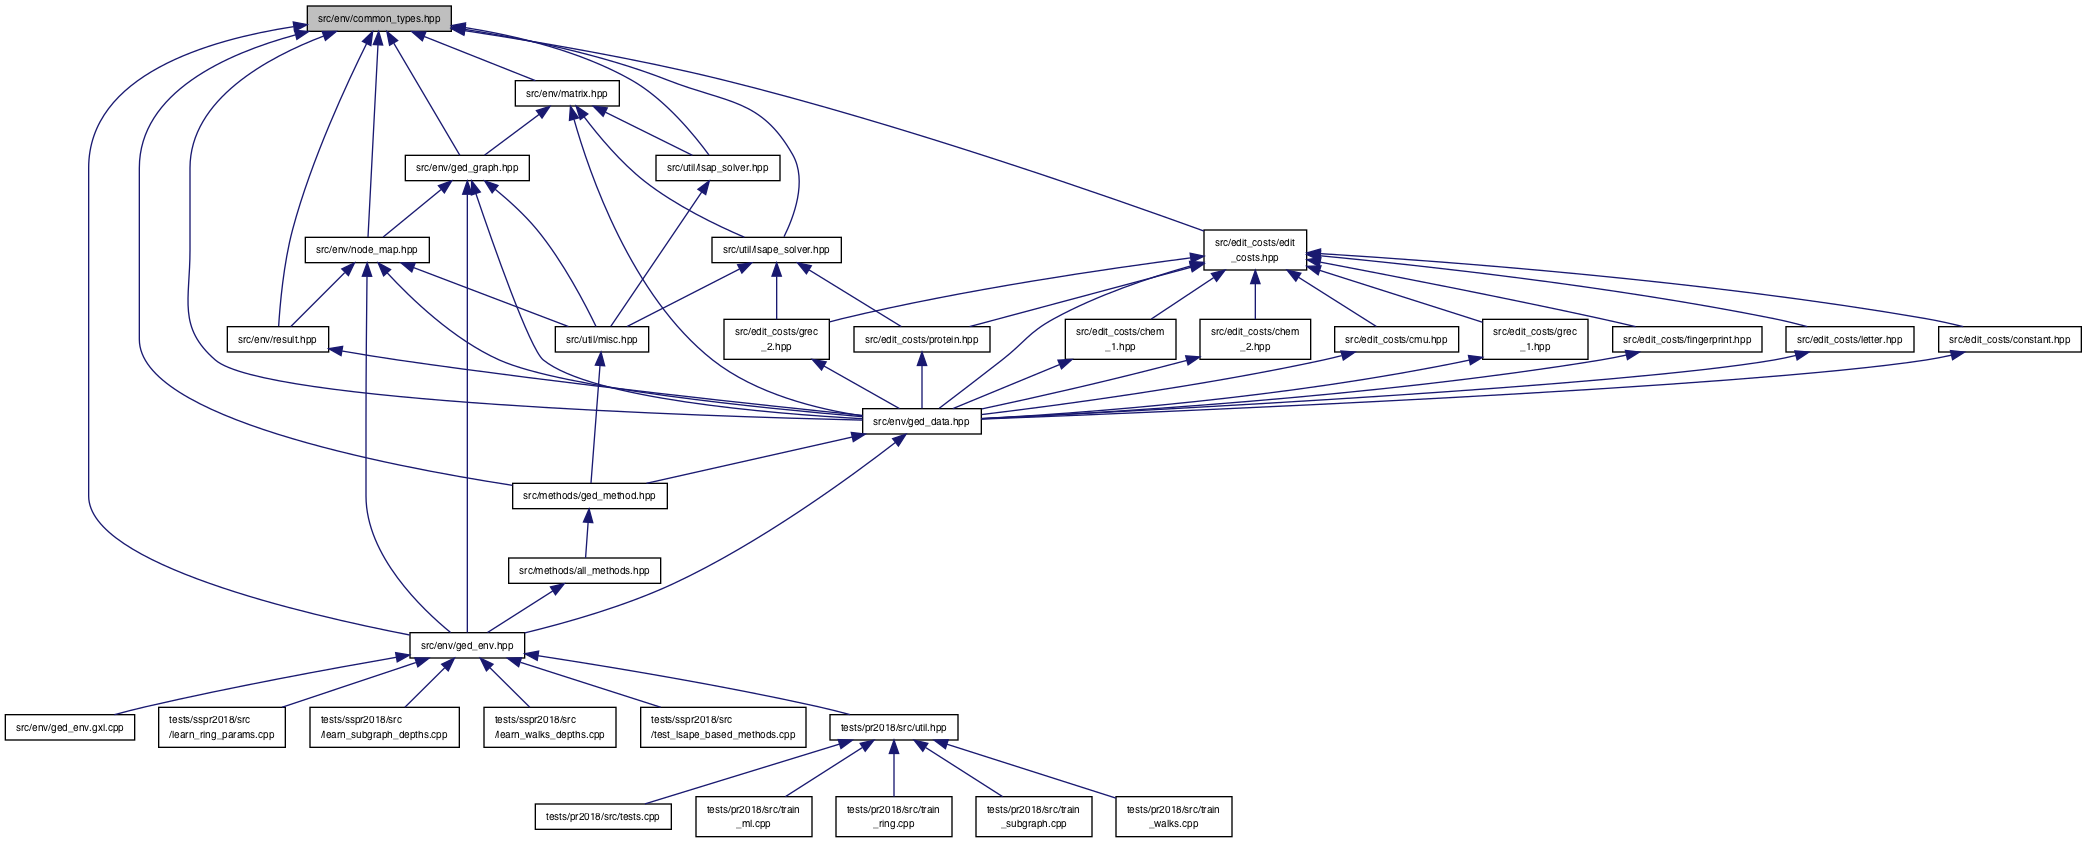 src/env/common_types.hpp
src/env/matrix.hpp
src/env/ged_graph.hpp
src/util/lsap_solver.hpp
src/env/node_map.hpp
src/util/lsape_solver.hpp
src/edit_costs/edit
_costs.hpp
src/env/result.hpp
src/util/misc.hpp
src/edit_costs/grec
_2.hpp
src/edit_costs/protein.hpp
src/edit_costs/chem
_1.hpp
src/edit_costs/chem
_2.hpp
src/edit_costs/cmu.hpp
src/edit_costs/grec
_1.hpp
src/edit_costs/fingerprint.hpp
src/edit_costs/letter.hpp
src/edit_costs/constant.hpp
src/env/ged_data.hpp
src/methods/ged_method.hpp
src/methods/all_methods.hpp
src/env/ged_env.hpp
src/env/ged_env.gxl.cpp
tests/sspr2018/src
/learn_ring_params.cpp
tests/sspr2018/src
/learn_subgraph_depths.cpp
tests/sspr2018/src
/learn_walks_depths.cpp
tests/sspr2018/src
/test_lsape_based_methods.cpp
tests/pr2018/src/util.hpp
tests/pr2018/src/tests.cpp
tests/pr2018/src/train
_ml.cpp
tests/pr2018/src/train
_ring.cpp
tests/pr2018/src/train
_subgraph.cpp
tests/pr2018/src/train
_walks.cpp